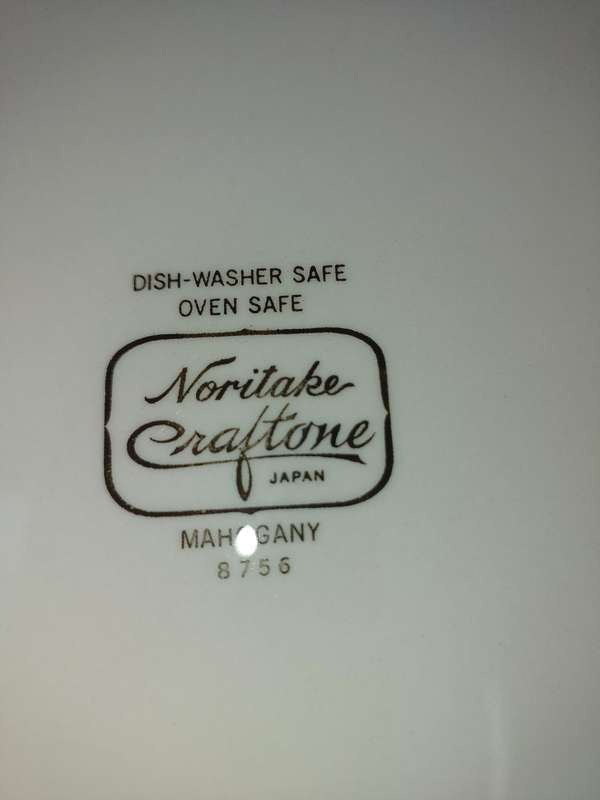 DISH-WASHER SAFE
OVEN SAFE
Noritake
Craftone
JAPAN
MAHOGANY
8756